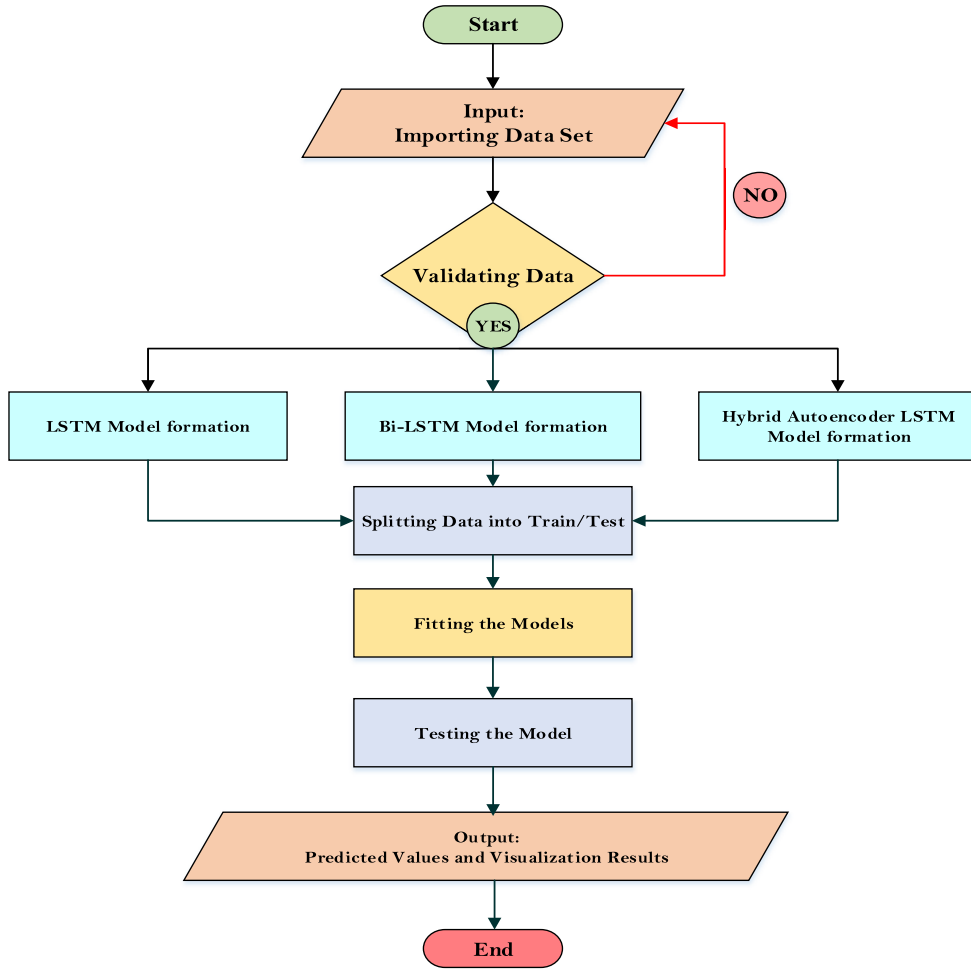 Start
Input:
Importing Data Set
NO
Validating Data
YES
LSTM Model formation
Bi-LSTM Model formation
Hybrid Autoencoder LSTM
Model formation
Splitting Data into Train/Test
Fitting the Models
Testing the Model
Output:
Predicted Values and Visualization Results
End